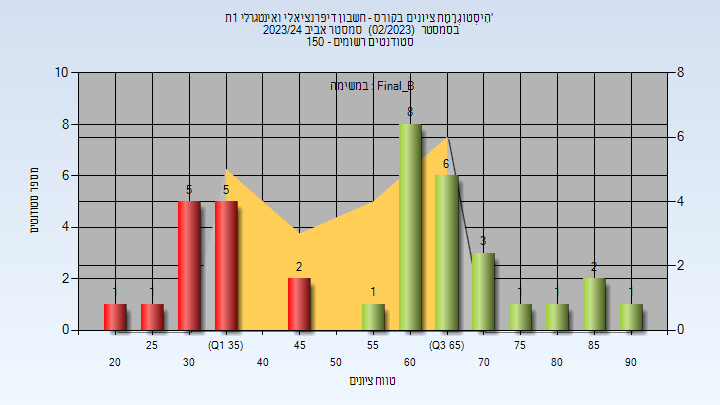 היסטוגרמת ציונים בקורס - חשבון דיפרנציאלי ואינטגרלי 1ת'
בסמסטר (02/2023) סמסטר אביב 2023/24
סטודנטים רשומים - 150
במשימה : Final_B
מספר סטודנטים
10 8 6 4 2 0
8 6 4 2 0
1 1 5 5 2 1 8 6 3 1 1 2 1
25 (Q1 35) 45 55 (Q3 65) 75 85
20 30 40 50 60 70 80 90
טווח ציונים